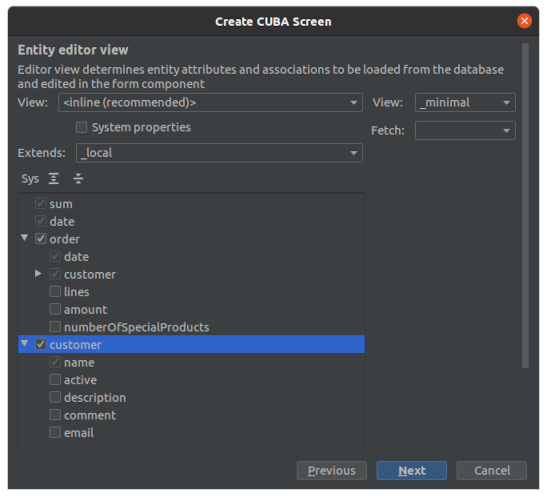 Create CUBA Screen
Entity editor view
Editor view determines entity attributes and associations to be loaded from the database
and edited in the form component
View: <inline (recommended)> View: _minimal
System properties Fetch:
Extends: _local
Sys
sum
date
order
date
customer
lines
amount
numberOfSpecialProducts
customer
name
active
description
comment
email
Previous Next Cancel